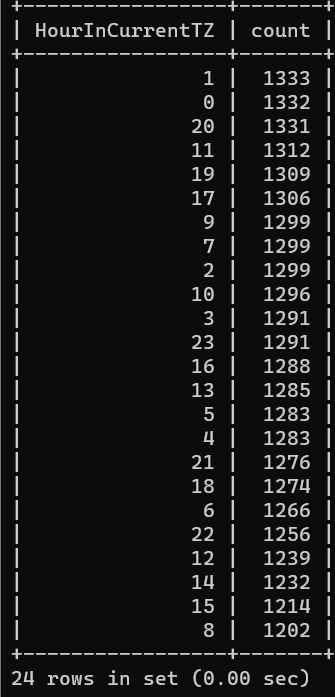 +------------------+-------+
| HourInCurrentTZ | count |
+------------------+-------+
| 1 | 1333 |
| 0 | 1332 |
| 20 | 1331 |
| 11 | 1312 |
| 19 | 1309 |
| 17 | 1306 |
| 9 | 1299 |
| 7 | 1299 |
| 2 | 1299 |
| 10 | 1296 |
| 3 | 1291 |
| 23 | 1291 |
| 16 | 1288 |
| 13 | 1285 |
| 5 | 1283 |
| 4 | 1283 |
| 21 | 1276 |
| 18 | 1274 |
| 6 | 1266 |
| 22 | 1256 |
| 12 | 1239 |
| 14 | 1232 |
| 15 | 1214 |
| 8 | 1202 |
+------------------+-------+
24 rows in set (0.00 sec)